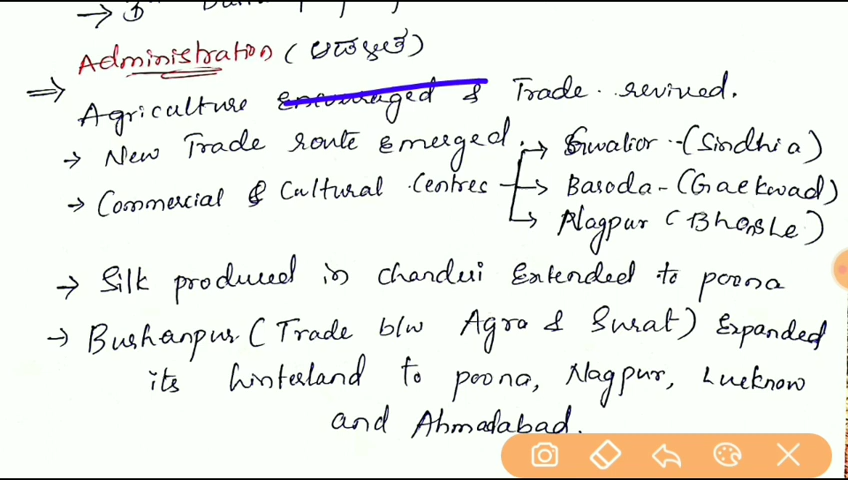 Administration (ಆಡಳಿತ)
⇒ Agriculture Encouraged & Trade revived.
→ New Trade route Emerged.
→ Commercial & Cultural Centres → Gwalior - (Sindhia)
→ Baroda - (Gaekwad)
→ Nagpur (Bhonsle)
→ Silk produced in chanderi Extended to poona
→ Burhanpur (Trade b/w Agra & Surat) Expanded
its hinterland to poona, Nagpur, Lucknow
and Ahmadabad.